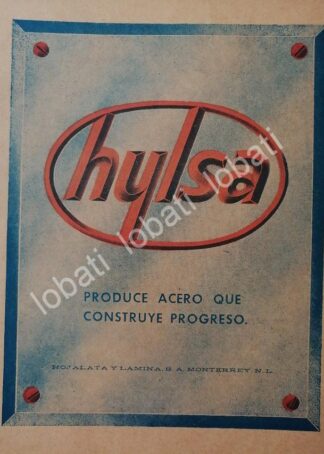 hylsa
lobati lobati lobati
PRODUCE ACERO QUE
CONSTRUYE PROGRESO.
HOJALATA Y LAMINA, S. A. MONTERREY N. L.